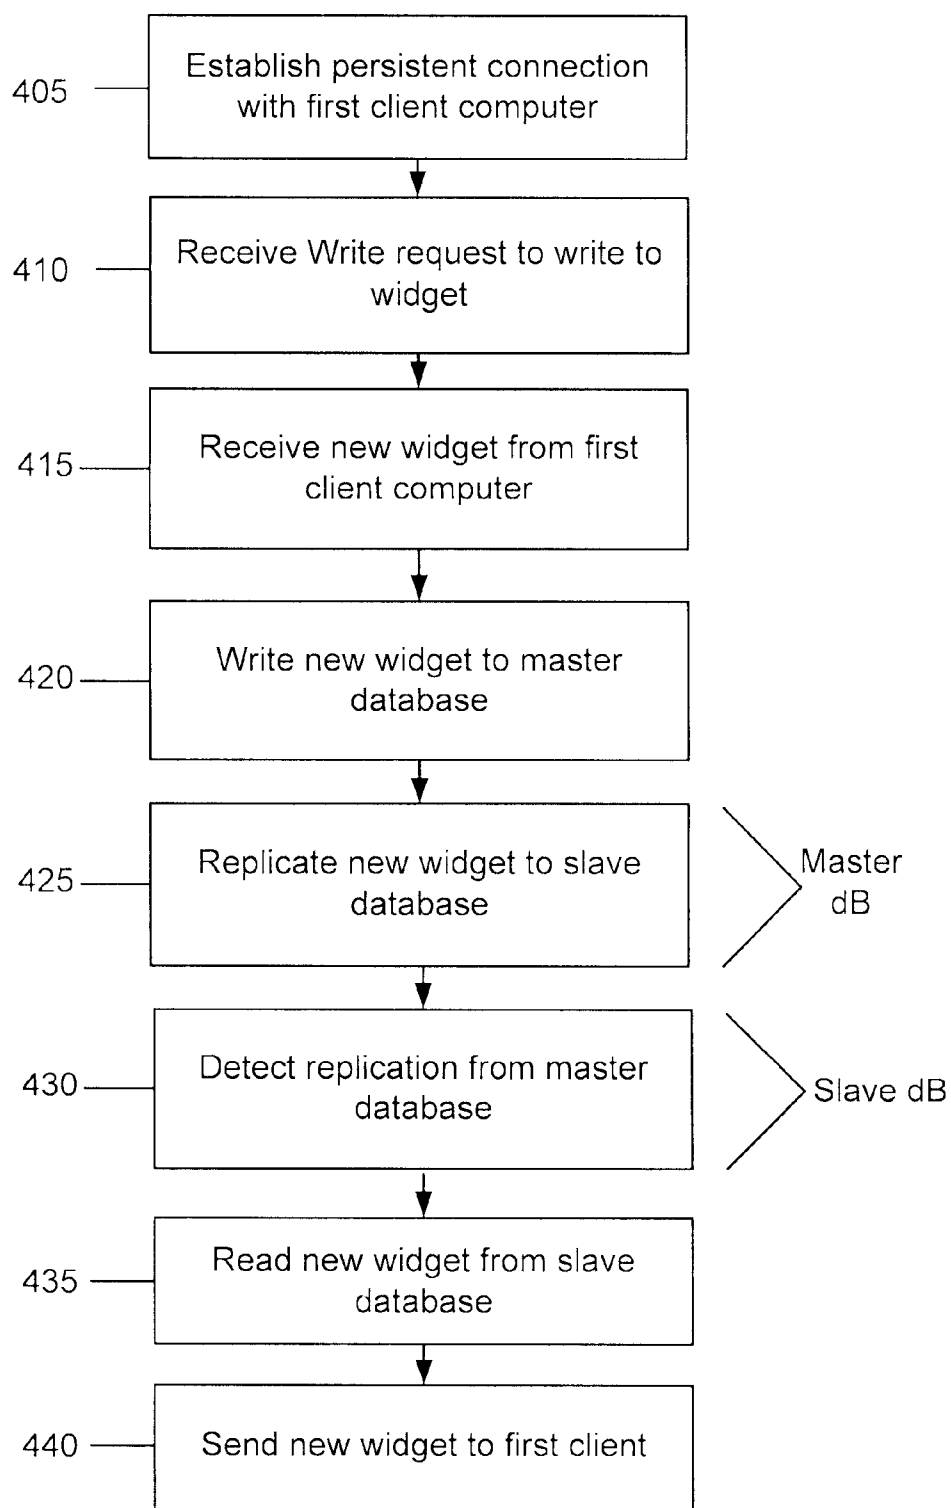 405
Establish persistent connection
with first client computer
410
Receive Write request to write to
widget
415
Receive new widget from first
client computer
420
Write new widget to master
database
425
Replicate new widget to slave
database
Master
dB
430
Detect replication from master
database
Slave dB
435
Read new widget from slave
database
440
Send new widget to first client